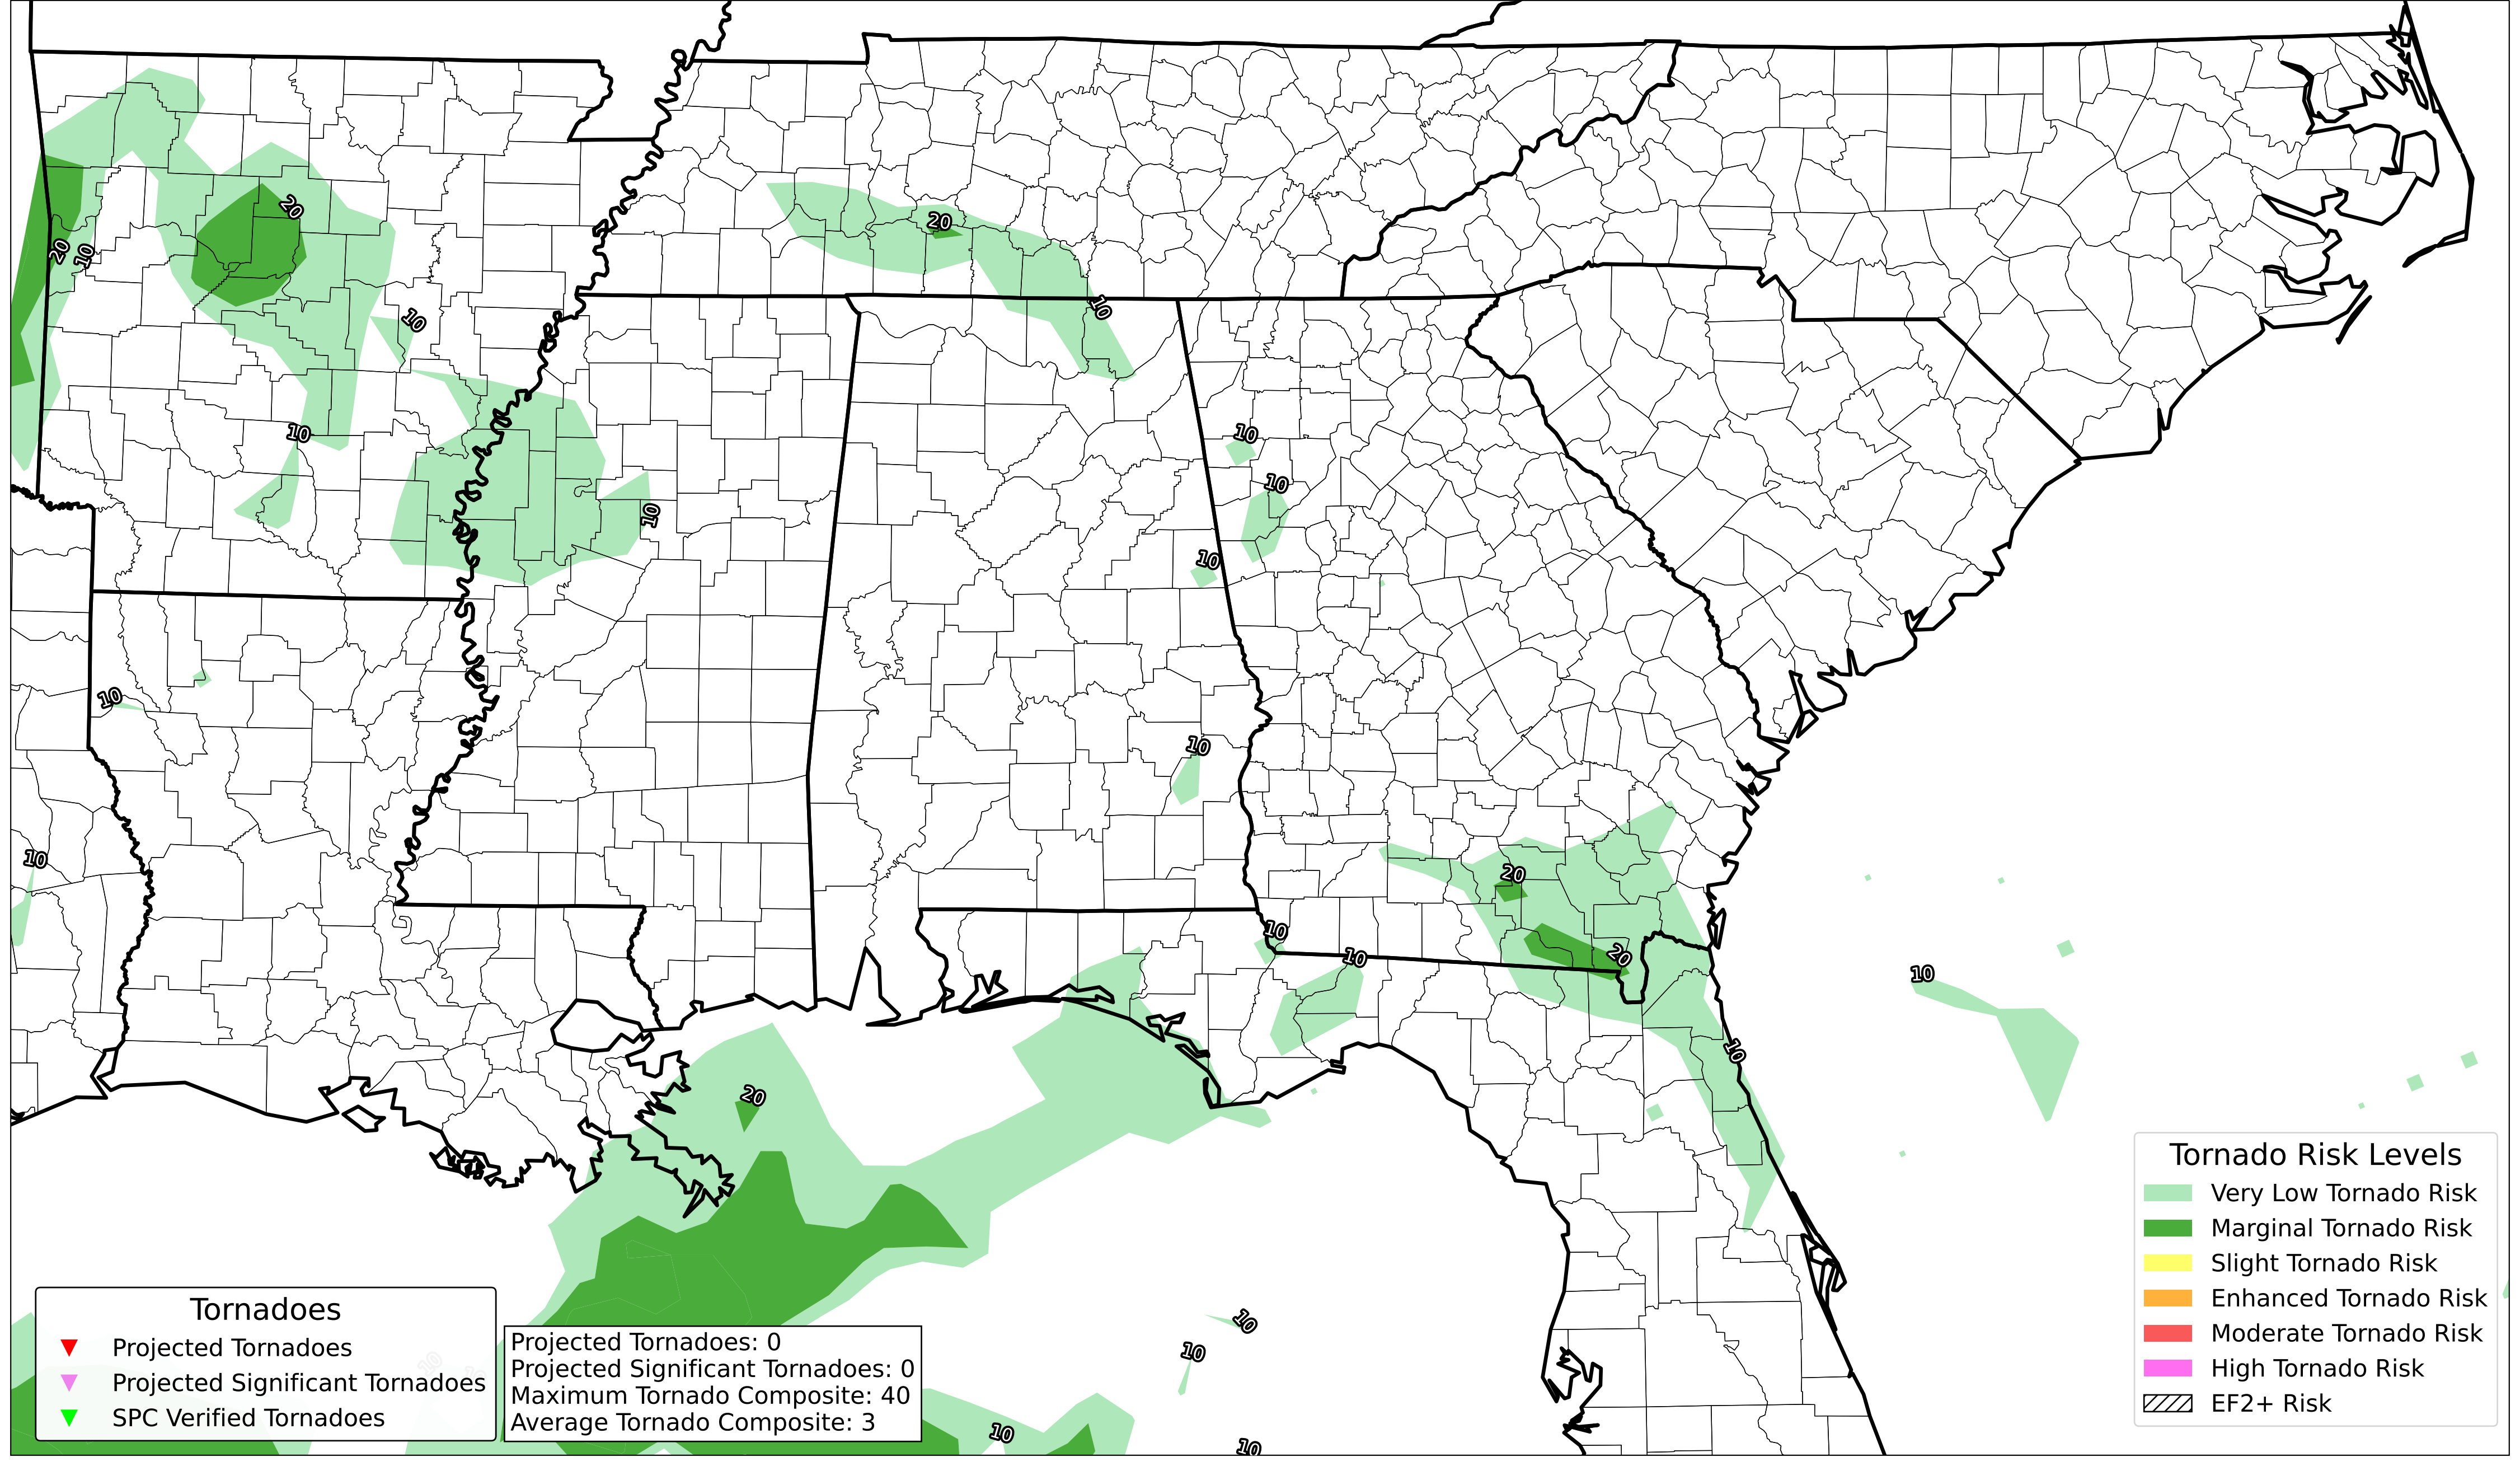 20
20
20
10
10
10
10
10
10
10
10
10
10
10
20
10
20
10
10
10
10
20
10
10
10
10
Tornado Risk Levels
Very Low Tornado Risk
Marginal Tornado Risk
Slight Tornado Risk
Enhanced Tornado Risk
Moderate Tornado Risk
High Tornado Risk
EF2+ Risk
Tornadoes
Projected Tornadoes
Projected Significant Tornadoes
SPC Verified Tornadoes
Projected Tornadoes: 0
Projected Significant Tornadoes: 0
Maximum Tornado Composite: 40
Average Tornado Composite: 3
10
10